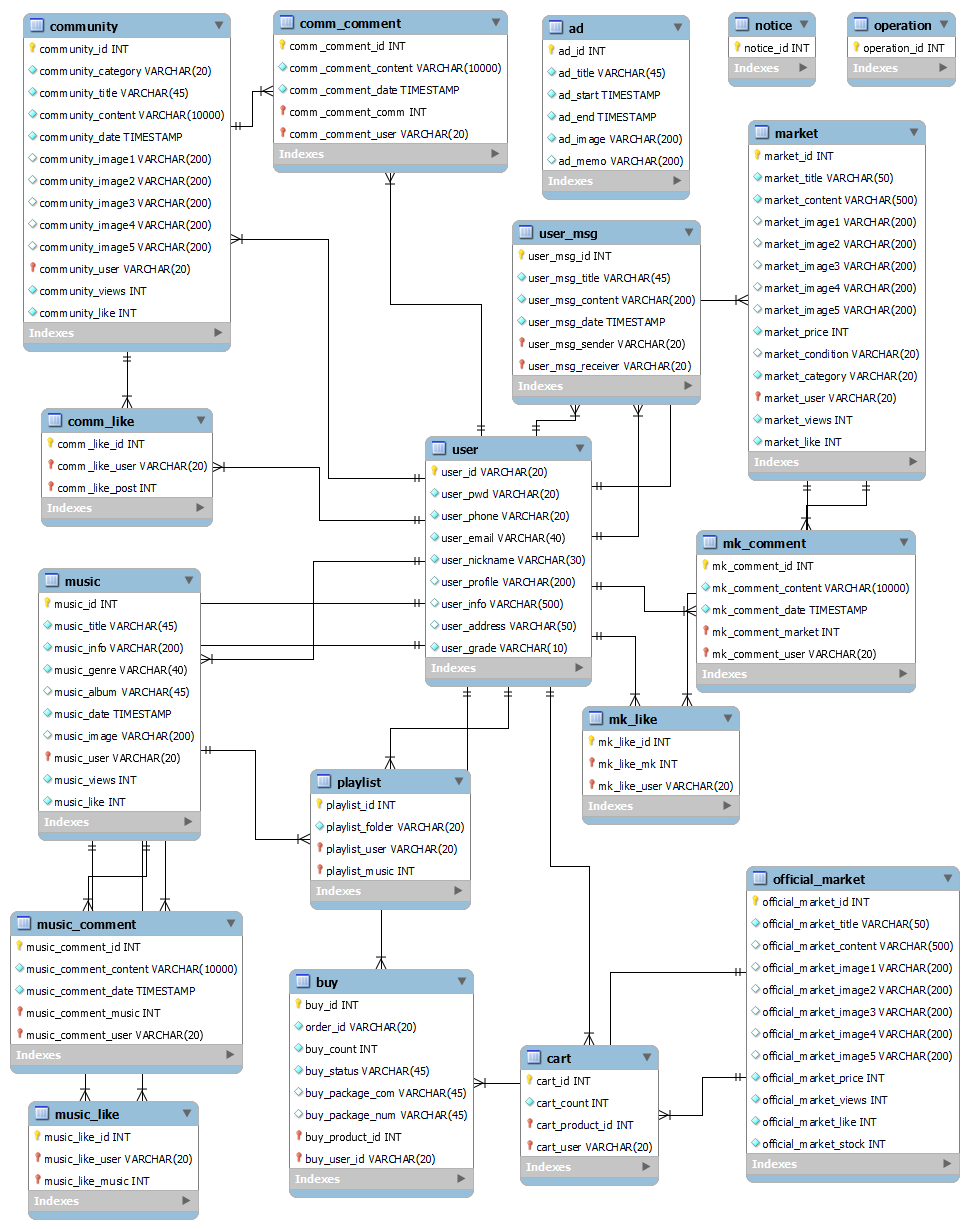 community
community_id INT
community_category VARCHAR(20)
community_title VARCHAR(45)
community_content VARCHAR(10000)
community_date TIMESTAMP
community_image1 VARCHAR(200)
community_image2 VARCHAR(200)
community_image3 VARCHAR(200)
community_image4 VARCHAR(200)
community_image5 VARCHAR(200)
community_user VARCHAR(20)
community_views INT
community_like INT
Indexes
comm_comment
comm_comment_id INT
comm_comment_content VARCHAR(10000)
comm_comment_date TIMESTAMP
comm_comment_comm INT
comm_comment_user VARCHAR(20)
Indexes
ad
ad_id INT
ad_title VARCHAR(45)
ad_start TIMESTAMP
ad_end TIMESTAMP
ad_image VARCHAR(200)
ad_memo VARCHAR(200)
Indexes
notice
notice_id INT
Indexes
operation
operation_id INT
Indexes
market
market_id INT
market_title VARCHAR(50)
market_content VARCHAR(500)
market_image1 VARCHAR(200)
market_image2 VARCHAR(200)
market_image3 VARCHAR(200)
market_image4 VARCHAR(200)
market_image5 VARCHAR(200)
market_price INT
market_condition VARCHAR(20)
market_category VARCHAR(20)
market_user VARCHAR(20)
market_views INT
market_like INT
Indexes
user_msg
user_msg_id INT
user_msg_title VARCHAR(45)
user_msg_content VARCHAR(200)
user_msg_date TIMESTAMP
user_msg_sender VARCHAR(20)
user_msg_receiver VARCHAR(20)
Indexes
comm_like
comm_like_id INT
comm_like_user VARCHAR(20)
comm_like_post INT
Indexes
user
user_id VARCHAR(20)
user_pwd VARCHAR(20)
user_phone VARCHAR(20)
user_email VARCHAR(40)
user_nickname VARCHAR(30)
user_profile VARCHAR(200)
user_info VARCHAR(500)
user_address VARCHAR(50)
user_grade VARCHAR(10)
Indexes
mk_comment
mk_comment_id INT
mk_comment_content VARCHAR(10000)
mk_comment_date TIMESTAMP
mk_comment_market INT
mk_comment_user VARCHAR(20)
Indexes
music
music_id INT
music_title VARCHAR(45)
music_info VARCHAR(200)
music_genre VARCHAR(40)
music_album VARCHAR(45)
music_date TIMESTAMP
music_image VARCHAR(200)
music_user VARCHAR(20)
music_views INT
music_like INT
Indexes
mk_like
mk_like_id INT
mk_like_mk INT
mk_like_user VARCHAR(20)
Indexes
playlist
playlist_id INT
playlist_folder VARCHAR(20)
playlist_user VARCHAR(20)
playlist_music INT
Indexes
official_market
official_market_id INT
official_market_title VARCHAR(50)
official_market_content VARCHAR(500)
official_market_image1 VARCHAR(200)
official_market_image2 VARCHAR(200)
official_market_image3 VARCHAR(200)
official_market_image4 VARCHAR(200)
official_market_image5 VARCHAR(200)
official_market_price INT
official_market_views INT
official_market_like INT
official_market_stock INT
Indexes
music_comment
music_comment_id INT
music_comment_content VARCHAR(10000)
music_comment_date TIMESTAMP
music_comment_music INT
music_comment_user VARCHAR(20)
Indexes
buy
buy_id INT
order_id VARCHAR(20)
buy_count INT
buy_status VARCHAR(45)
buy_package_com VARCHAR(45)
buy_package_num VARCHAR(45)
buy_product_id INT
buy_user_id VARCHAR(20)
Indexes
cart
cart_id INT
cart_count INT
cart_product_id INT
cart_user VARCHAR(20)
Indexes
music_like
music_like_id INT
music_like_user VARCHAR(20)
music_like_music INT
Indexes